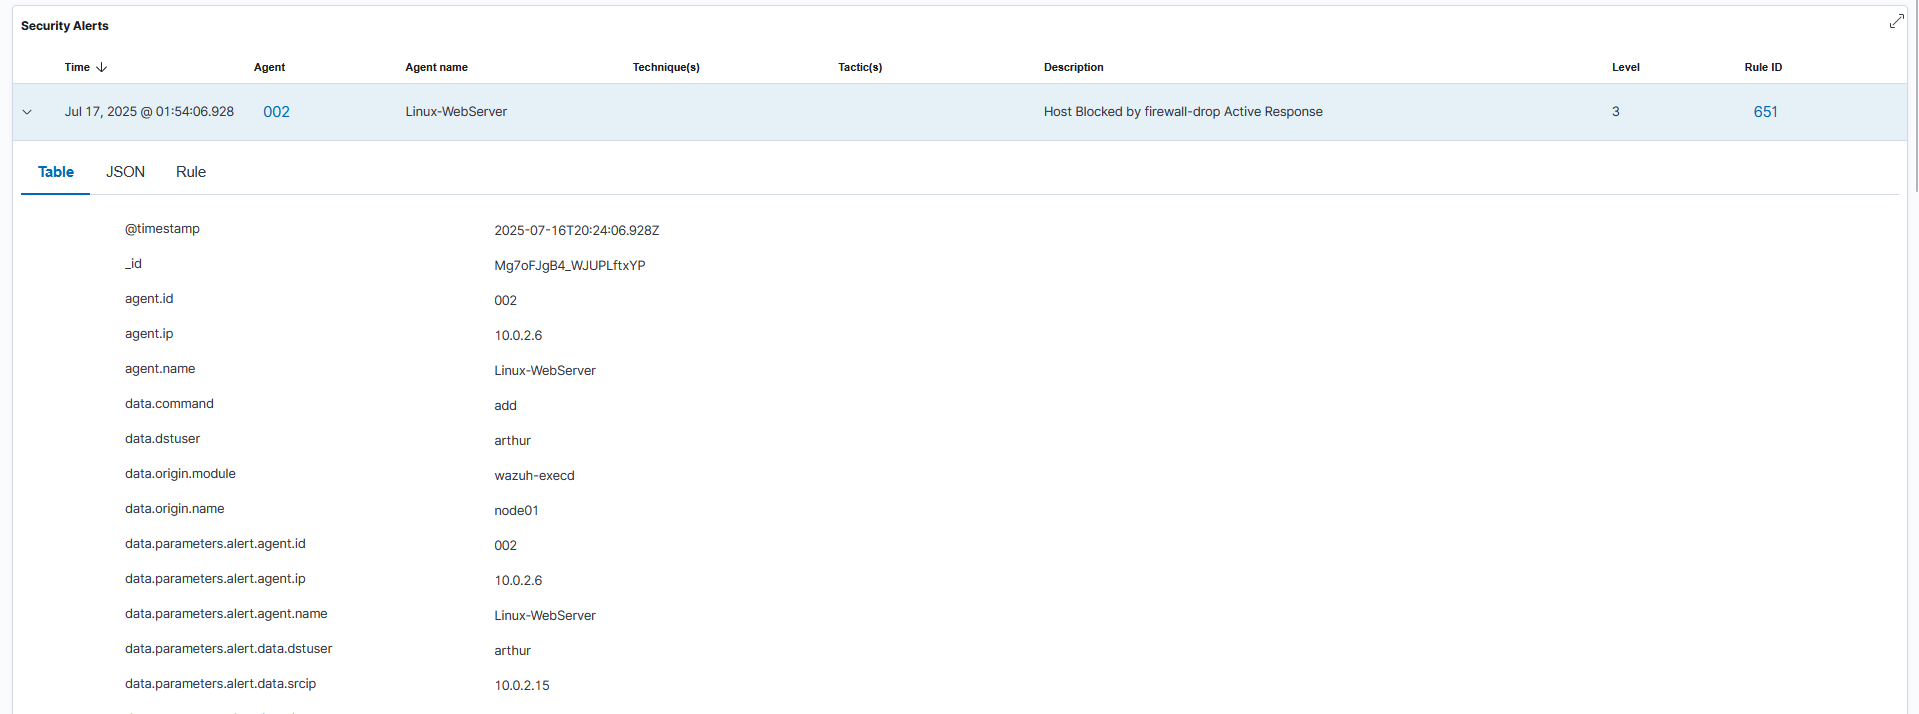 Security Alerts
Time Agent Agent name Technique(s) Tactic(s) Description Level Rule ID
Jul 17, 2025 @ 01:54:06.928 002 Linux-WebServer Host Blocked by firewall-drop Active Response 3 651
Table JSON Rule
@timestamp 2025-07-16T20:24:06.928Z
_id Mg7oFJgB4_WJUPLftxYP
agent.id 002
agent.ip 10.0.2.6
agent.name Linux-WebServer
data.command add
data.dstuser arthur
data.origin.module wazuh-execd
data.origin.name node01
data.parameters.alert.agent.id 002
data.parameters.alert.agent.ip 10.0.2.6
data.parameters.alert.agent.name Linux-WebServer
data.parameters.alert.data.dstuser arthur
data.parameters.alert.data.srcip 10.0.2.15